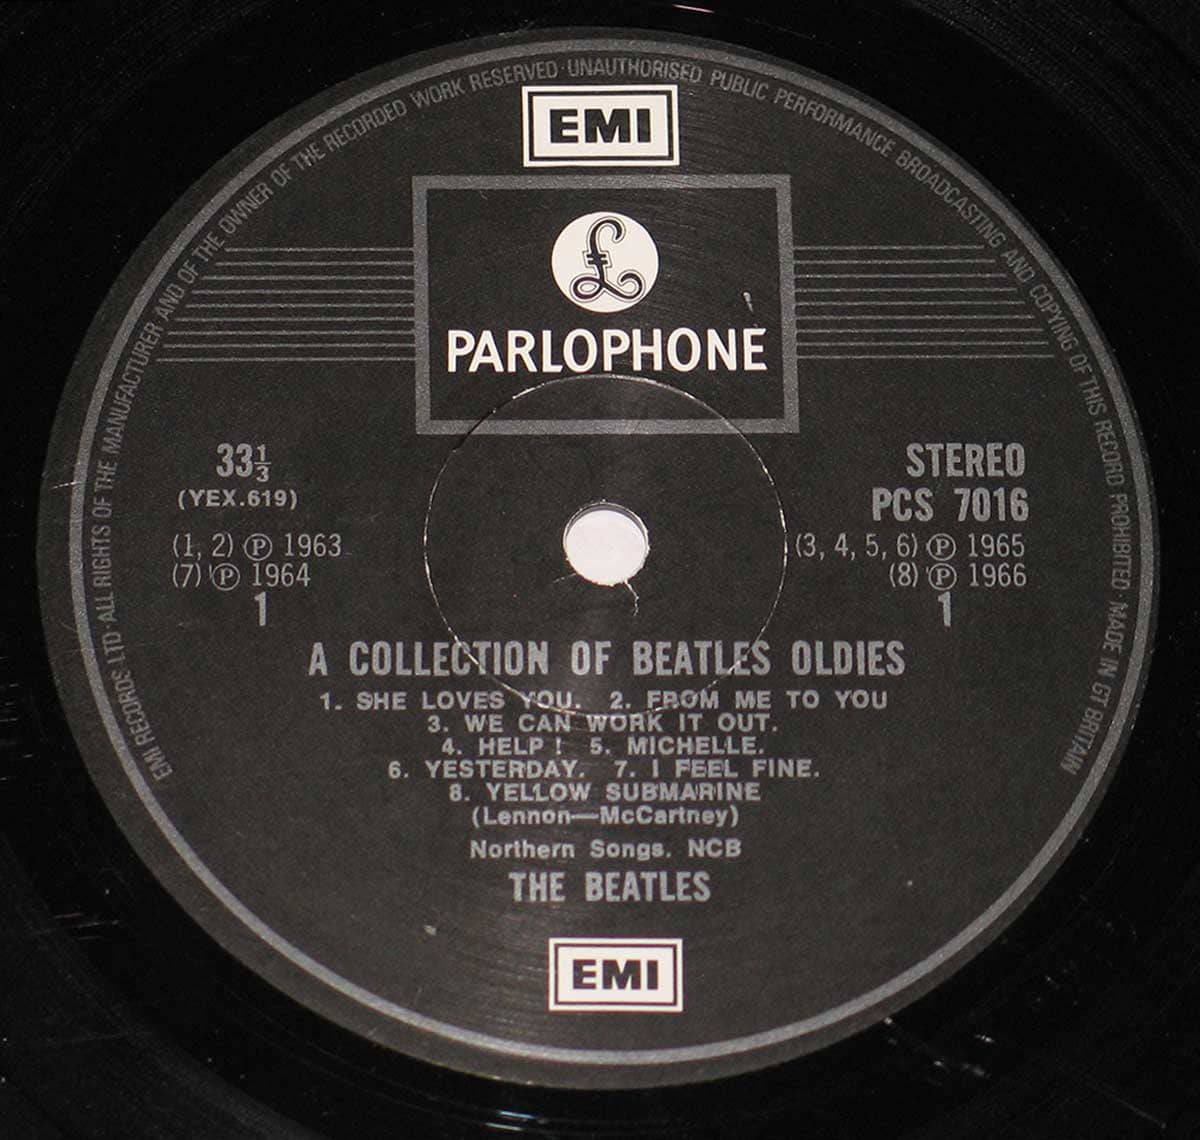 EMI RECORDS LTD·ALL RIGHTS OF THE MANUFACTURER AND OF THE OWNER OF THE RECORDED WORK RESERVED·UNAUTHORISED PUBLIC PERFORMANCE BROADCASTING AND COPYING OF THIS RECORD PROHIBITED·MADE IN GT BRITAIN
EMI
£
PARLOPHONE
33⅓
(YEX.619)
STEREO
PCS 7016
(1, 2) ℗ 1963
(7) ℗ 1964
1
(3, 4, 5, 6) ℗ 1965
(8) ℗ 1966
1
A COLLECTION OF BEATLES OLDIES
1. SHE LOVES YOU. 2. FROM ME TO YOU
3. WE CAN WORK IT OUT.
4. HELP! 5. MICHELLE.
6. YESTERDAY. 7. I FEEL FINE.
8. YELLOW SUBMARINE
(Lennon—McCartney)
Northern Songs. NCB
THE BEATLES
EMI